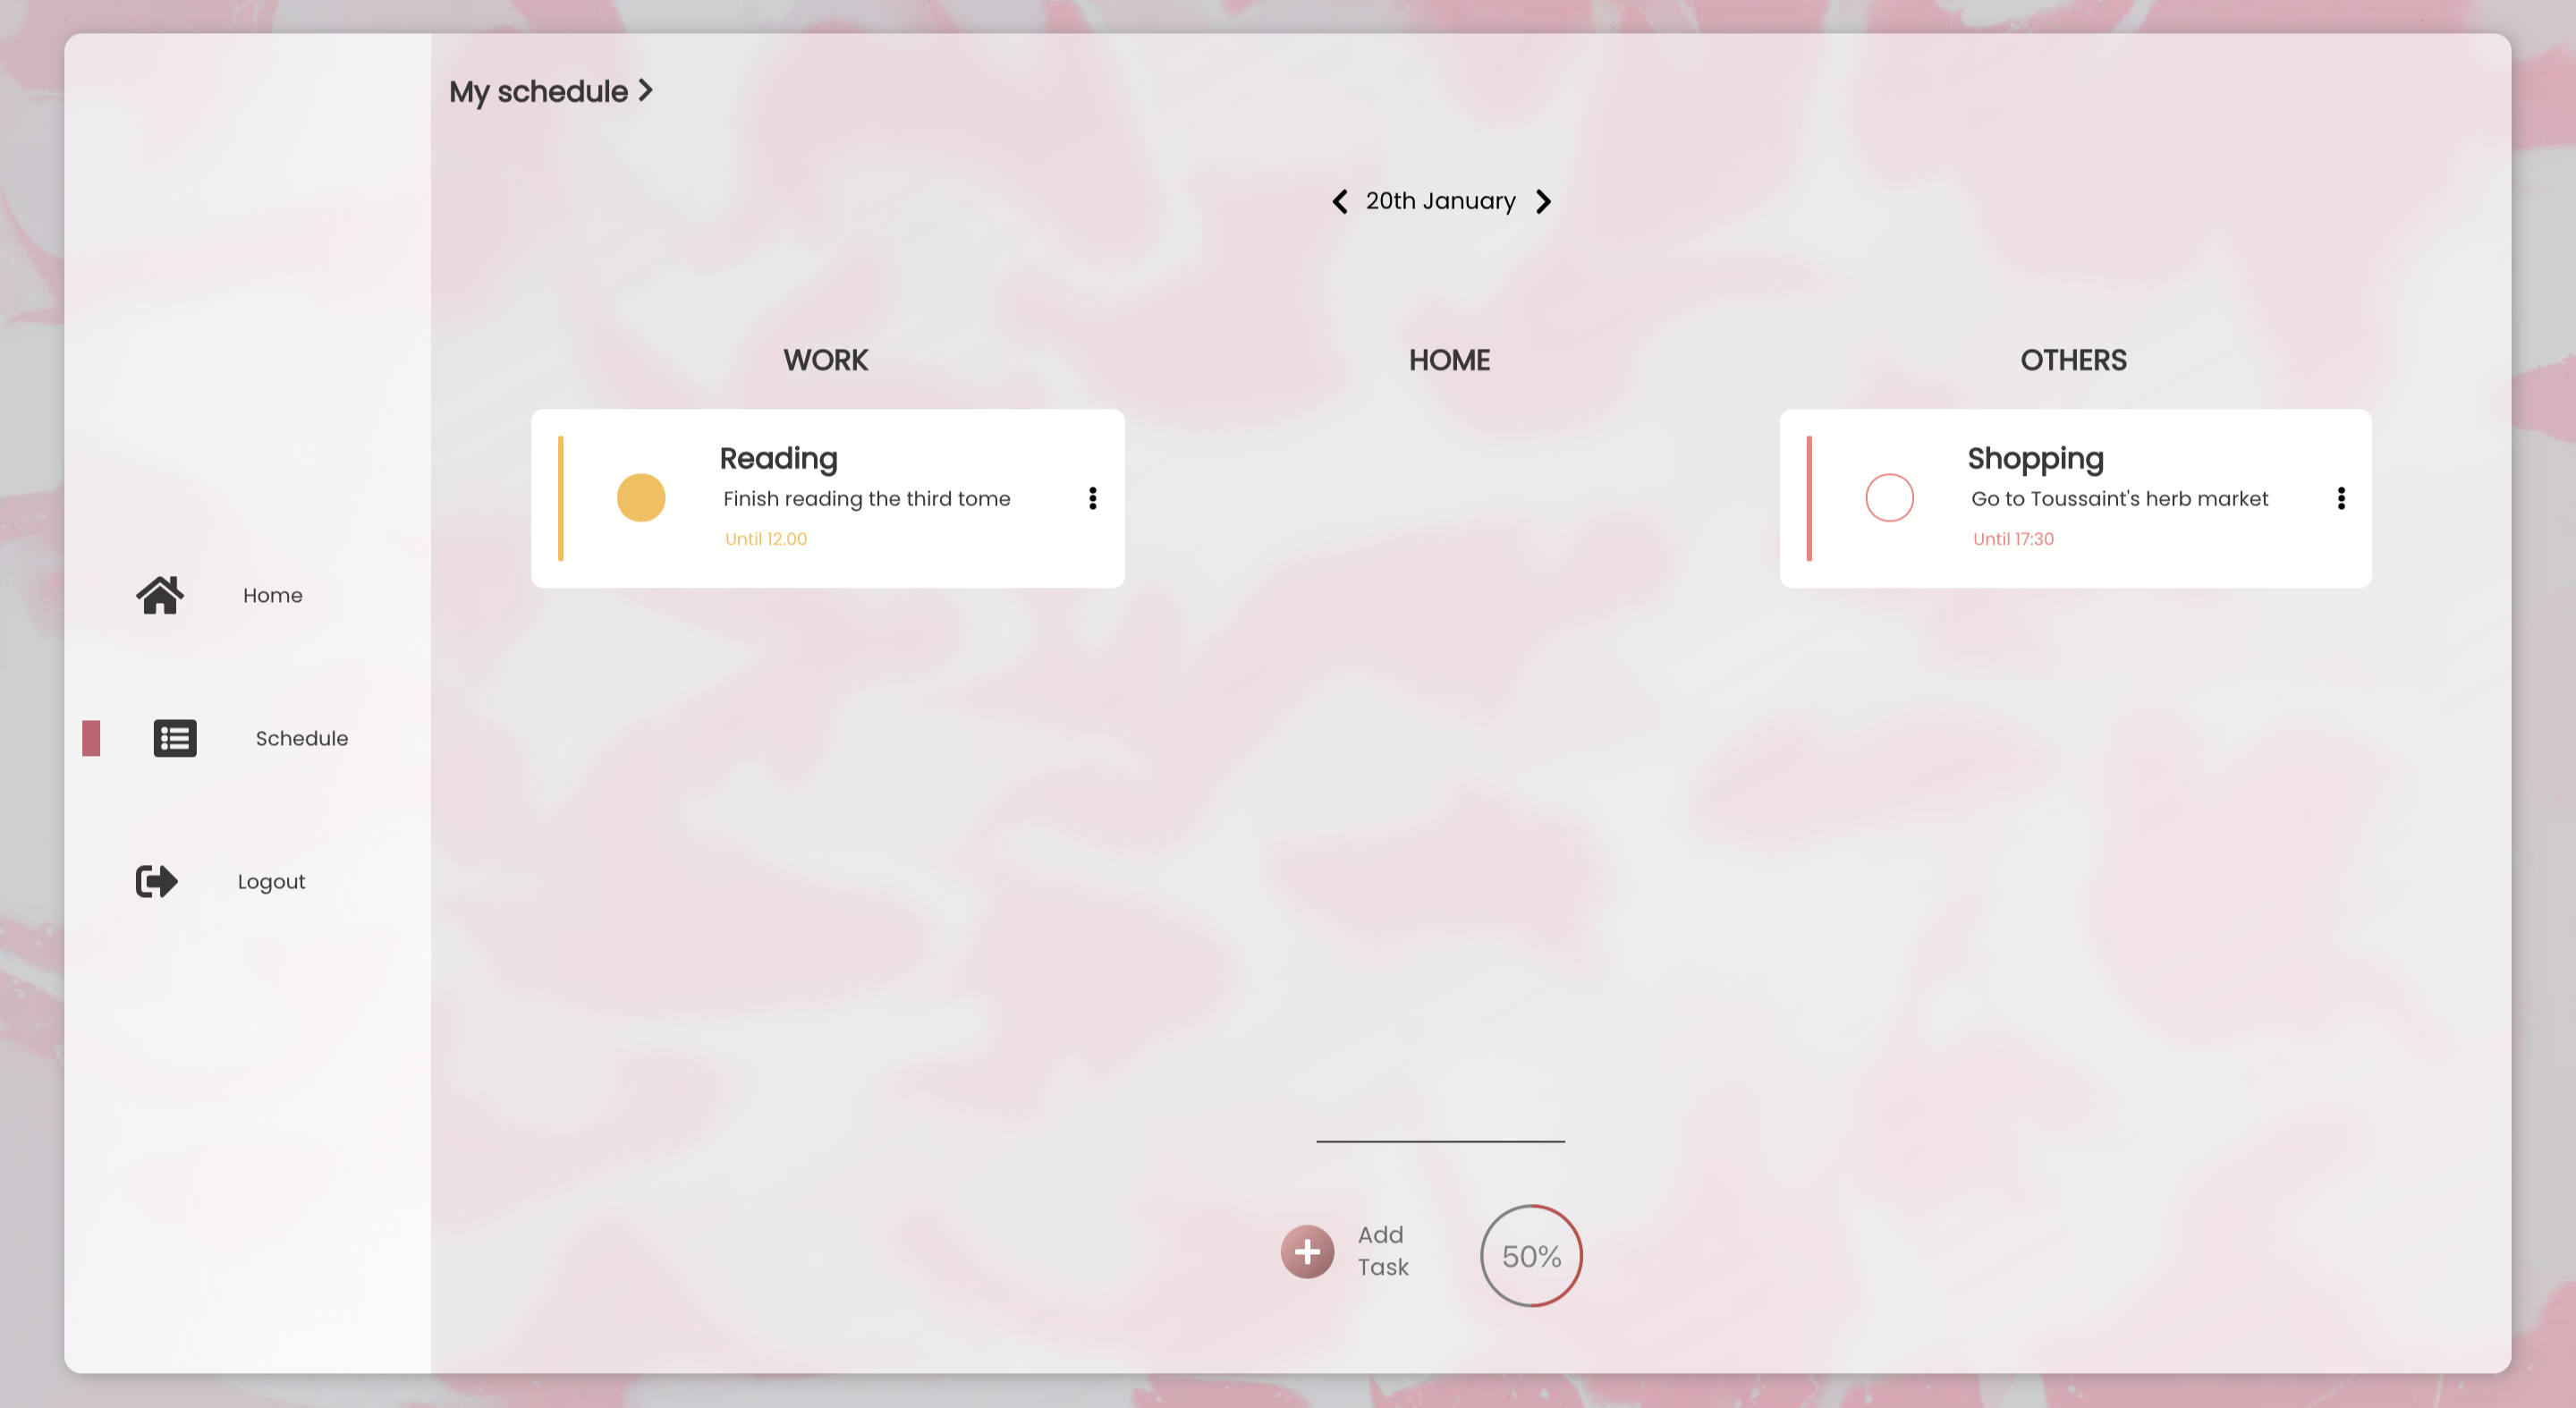 My schedule
20th January
WORK
HOME
OTHERS
Reading
Finish reading the third tome
Until 12.00
Shopping
Go to Toussaint's herb market
Until 17:30
Home
Schedule
Logout
Add
Task
50%